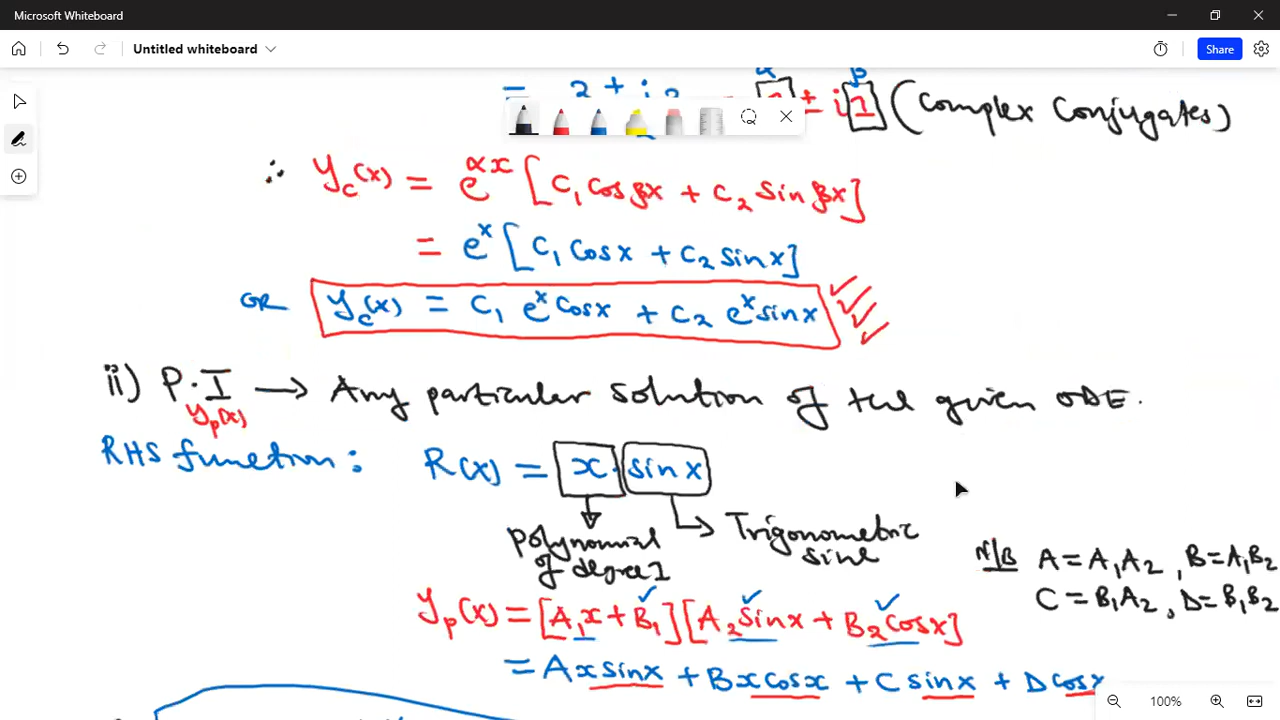 Microsoft Whiteboard
Untitled whiteboard
Share
(Complex Conjugates)
∴ y_c(x) = e^{αx} [C₁ Cos βx + C₂ Sin βx]
= e^x [C₁ Cos x + C₂ Sin x]
OR y_c(x) = C₁ e^x Cos x + C₂ e^x sin x
ii) P.I → Any particular solution of the given ODE.
y_p(x)
RHS function: R(x) = x · sin x
Polynomial of degree 1
Trigonometric sine
N/B A = A₁A₂, B = A₁B₂
C = B₁A₂, D = B₁B₂
y_p(x) = [A₁x + B₁][A₂ sin x + B₂ cos x]
= A x sin x + B x cos x + C sin x + D cos x
100%